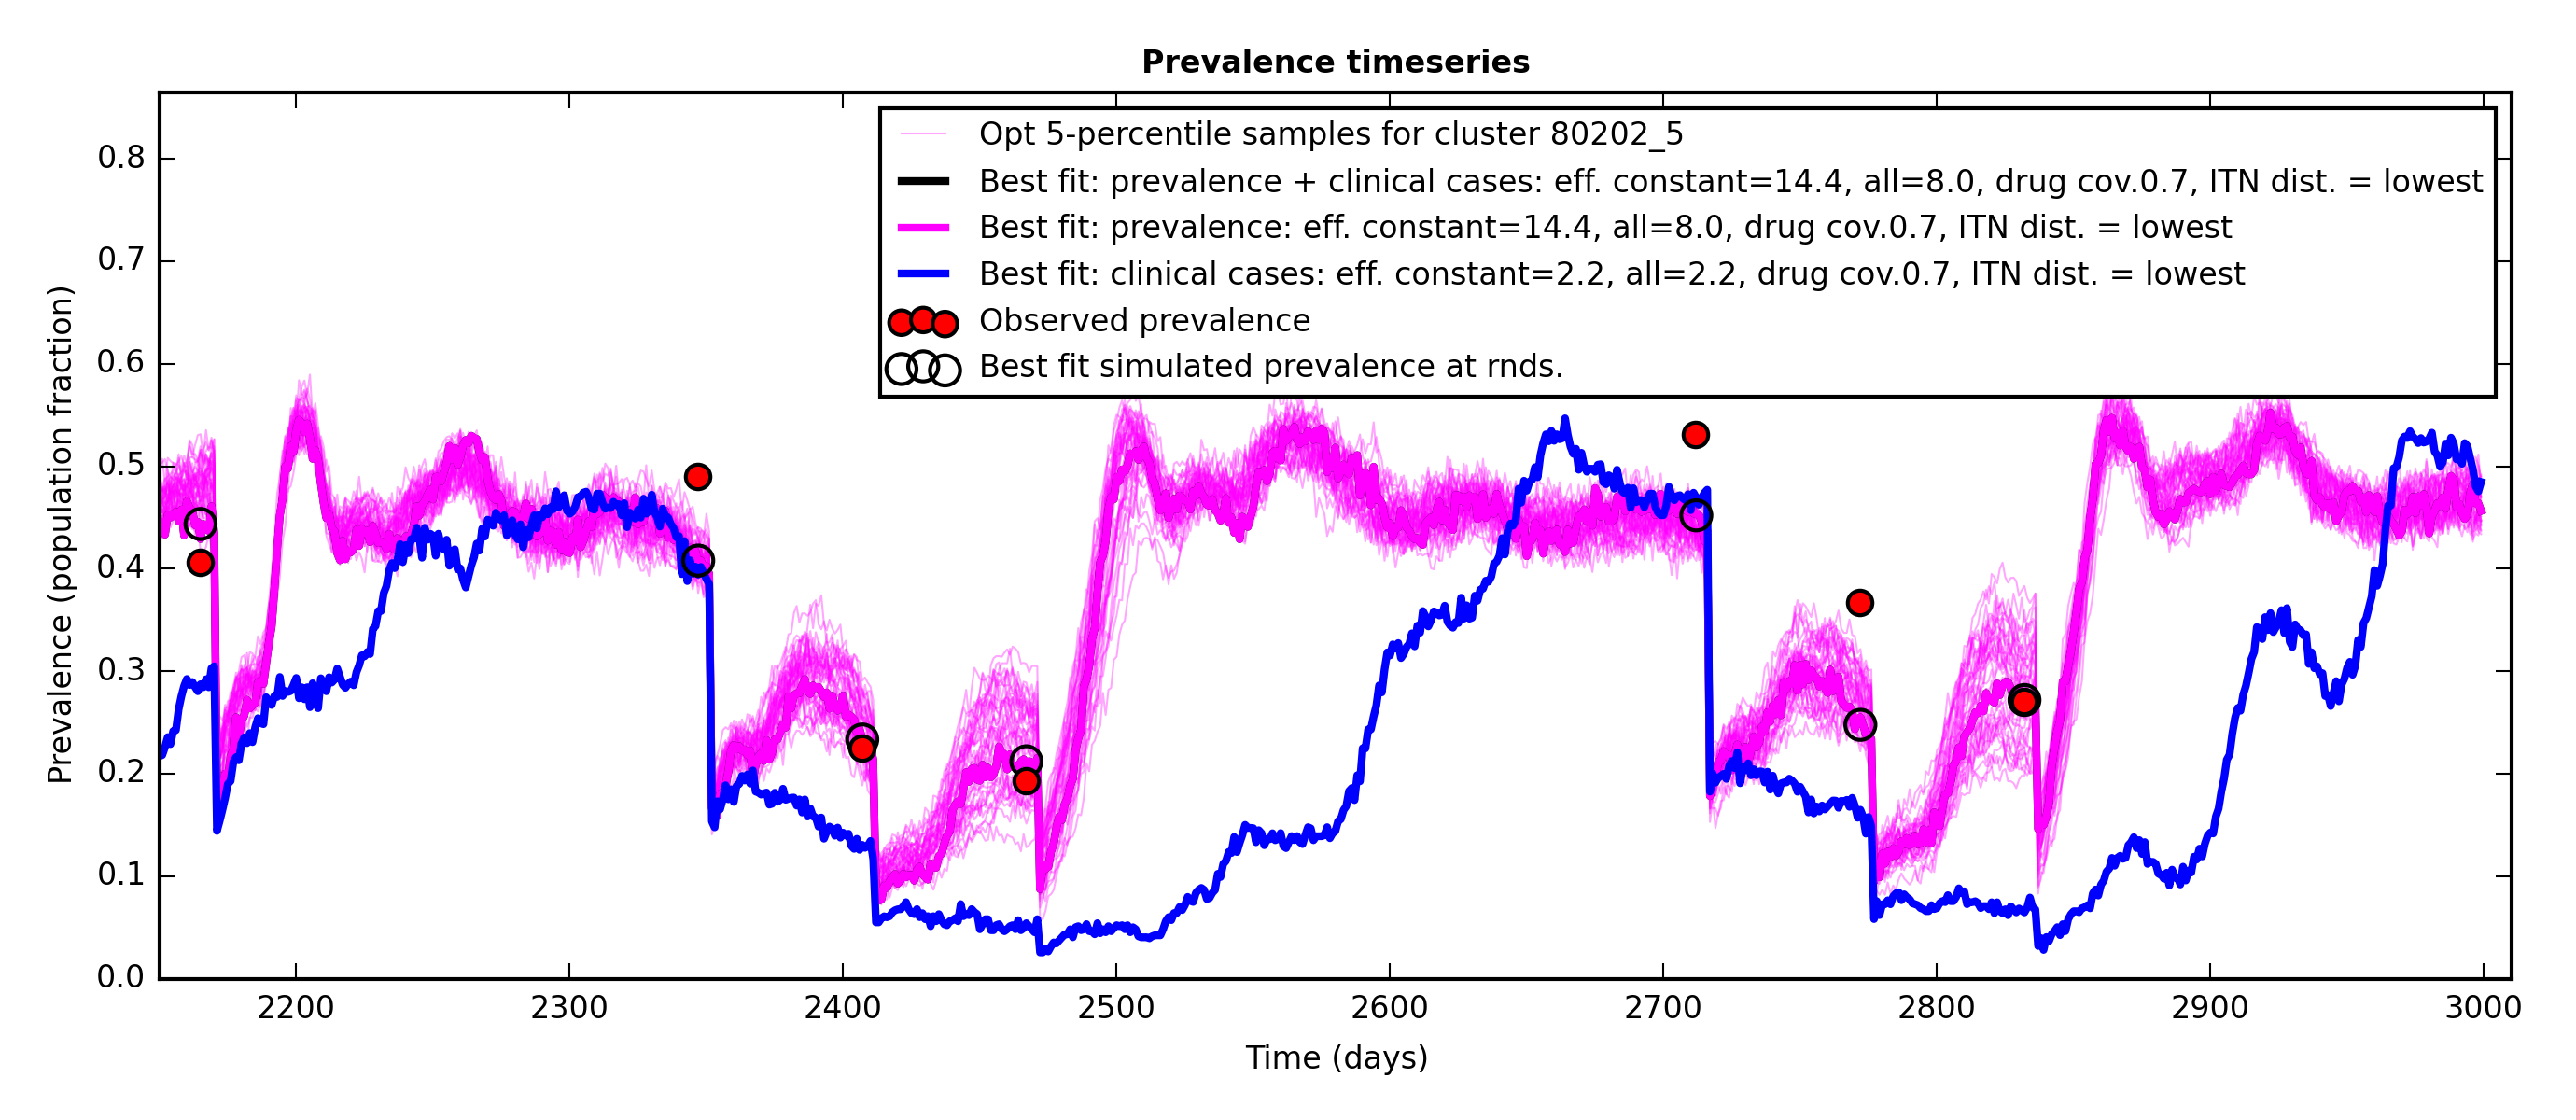 Prevalence timeseries
Opt 5-percentile samples for cluster 80202_5
Best fit: prevalence + clinical cases: eff. constant=14.4, all=8.0, drug cov.0.7, ITN dist. = lowest
Best fit: prevalence: eff. constant=14.4, all=8.0, drug cov.0.7, ITN dist. = lowest
Best fit: clinical cases: eff. constant=2.2, all=2.2, drug cov.0.7, ITN dist. = lowest
Observed prevalence
Best fit simulated prevalence at rnds.
Prevalence (population fraction)
0.8
0.7
0.6
0.5
0.4
0.3
0.2
0.1
0.0
2200 2300 2400 2500 2600 2700 2800 2900 3000
Time (days)